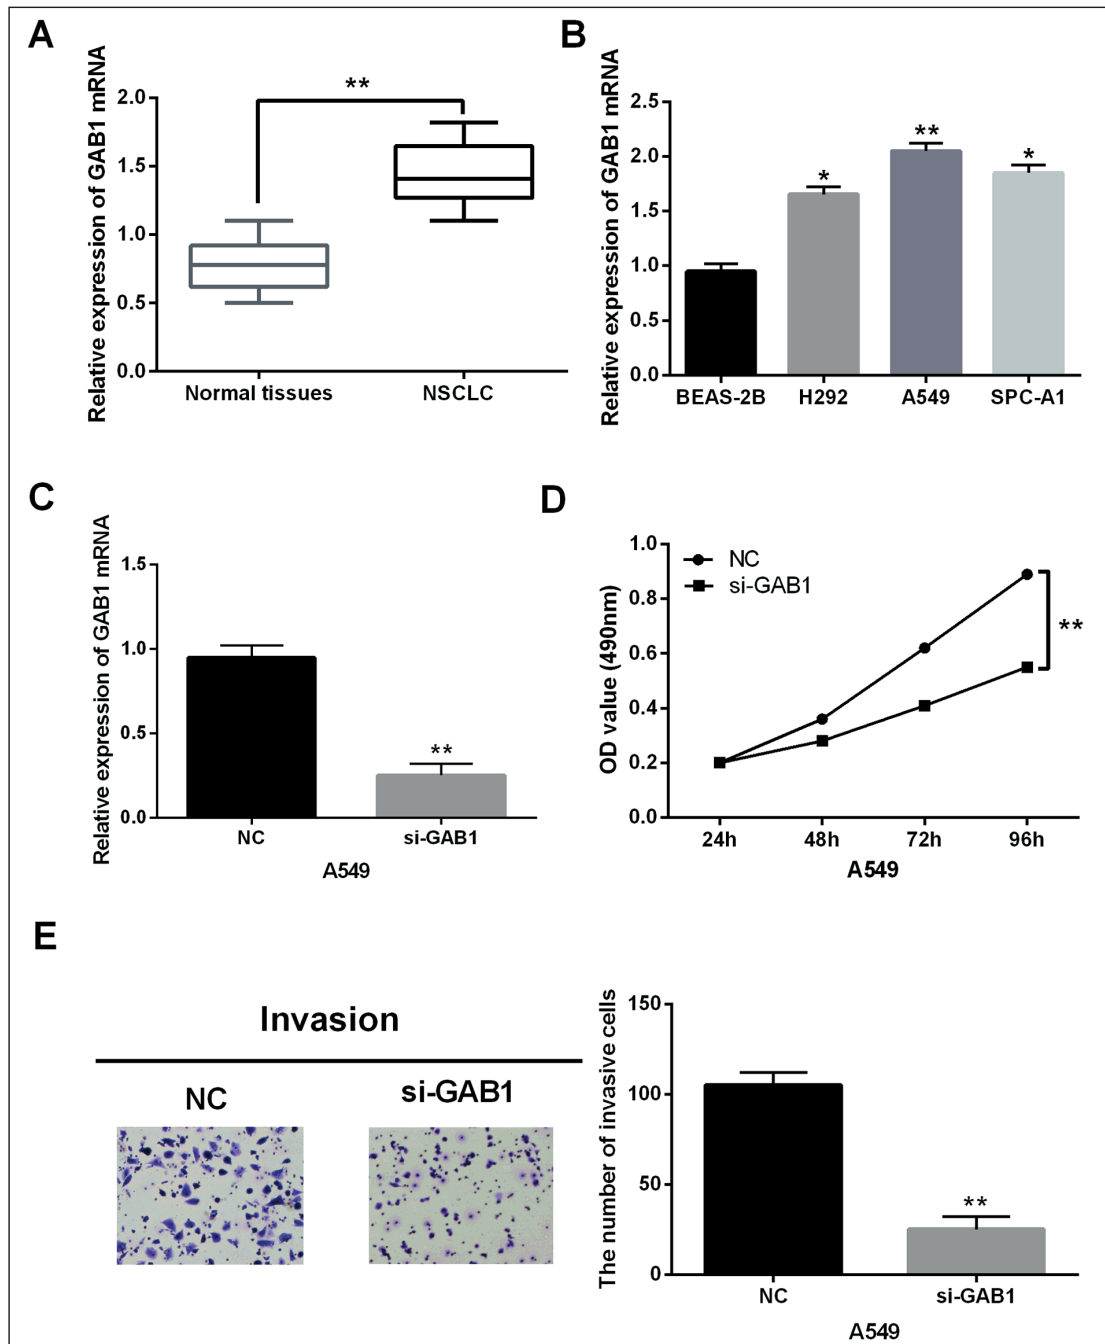 A
Relative expression of GAB1 mRNA
2.0
1.5
1.0
0.5
0.0
**
Normal tissues
NSCLC
B
Relative expression of GAB1 mRNA
2.5
2.0
1.5
1.0
0.5
0.0
*
**
*
BEAS-2B
H292
A549
SPC-A1
C
Relative expression of GAB1 mRNA
1.5
1.0
0.5
0.0
**
NC
si-GAB1
A549
D
OD value (490nm)
1.0
0.8
0.6
0.4
0.2
0.0
NC
si-GAB1
**
24h
48h
72h
96h
A549
E
Invasion
NC
si-GAB1
The number of invasive cells
150
100
50
0
**
NC
si-GAB1
A549